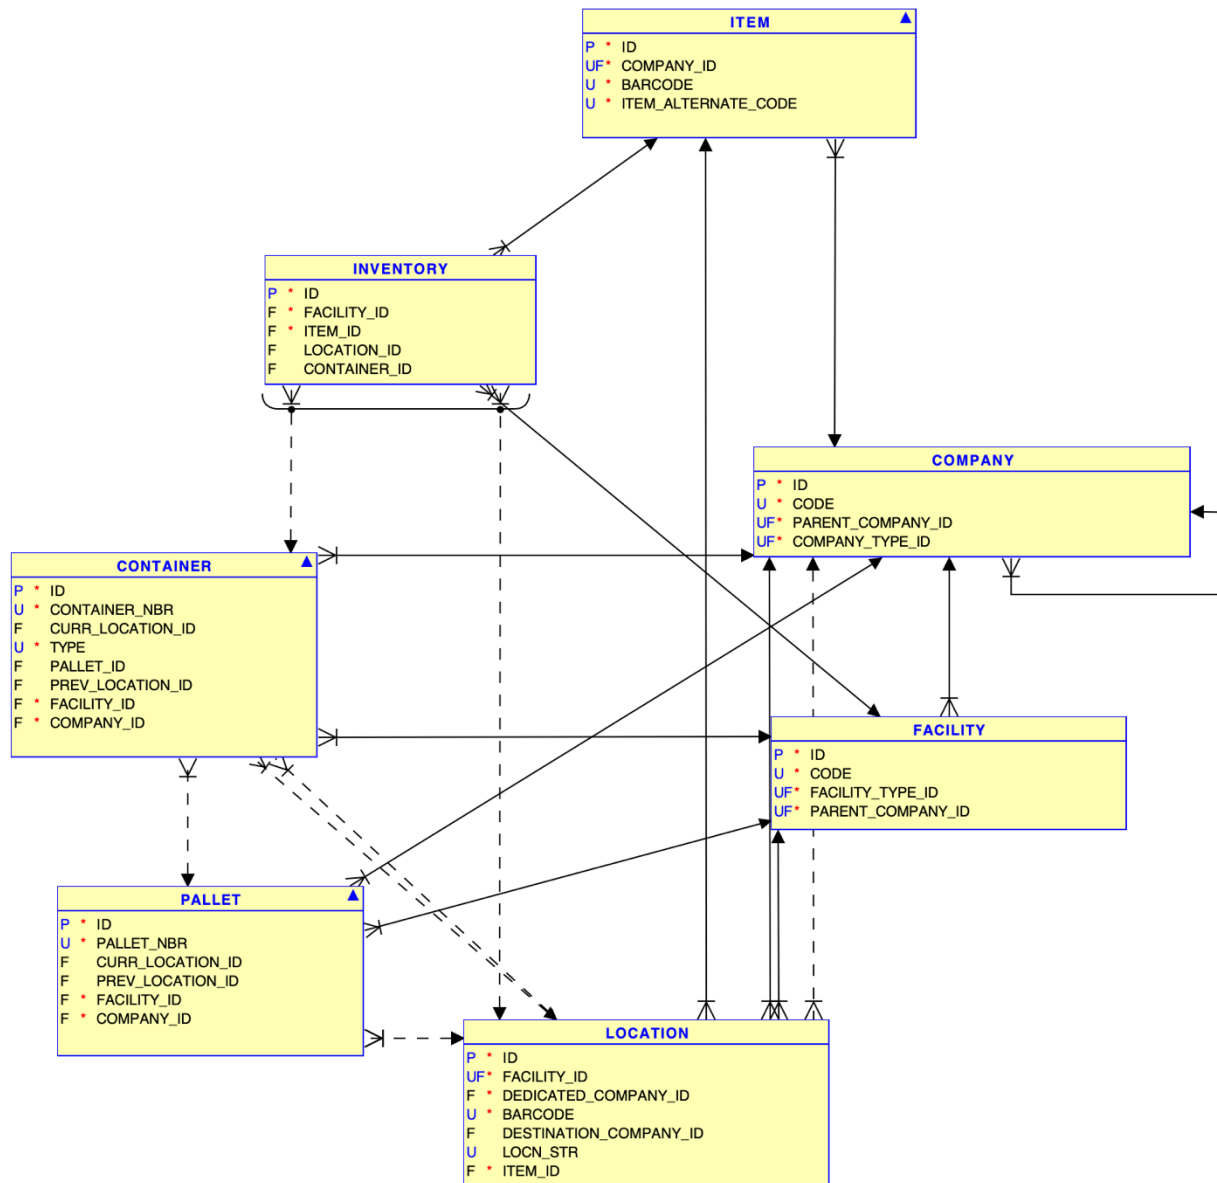 ITEM
P * ID
UF* COMPANY_ID
U * BARCODE
U * ITEM_ALTERNATE_CODE
INVENTORY
P * ID
F * FACILITY_ID
F * ITEM_ID
F LOCATION_ID
F CONTAINER_ID
COMPANY
P * ID
U * CODE
UF* PARENT_COMPANY_ID
UF* COMPANY_TYPE_ID
CONTAINER
P * ID
U * CONTAINER_NBR
F CURR_LOCATION_ID
U * TYPE
F PALLET_ID
F PREV_LOCATION_ID
F * FACILITY_ID
F * COMPANY_ID
FACILITY
P * ID
U * CODE
UF* FACILITY_TYPE_ID
UF* PARENT_COMPANY_ID
PALLET
P * ID
U * PALLET_NBR
F CURR_LOCATION_ID
F PREV_LOCATION_ID
F * FACILITY_ID
F * COMPANY_ID
LOCATION
P * ID
UF* FACILITY_ID
F * DEDICATED_COMPANY_ID
U * BARCODE
F DESTINATION_COMPANY_ID
U LOCN_STR
F * ITEM_ID